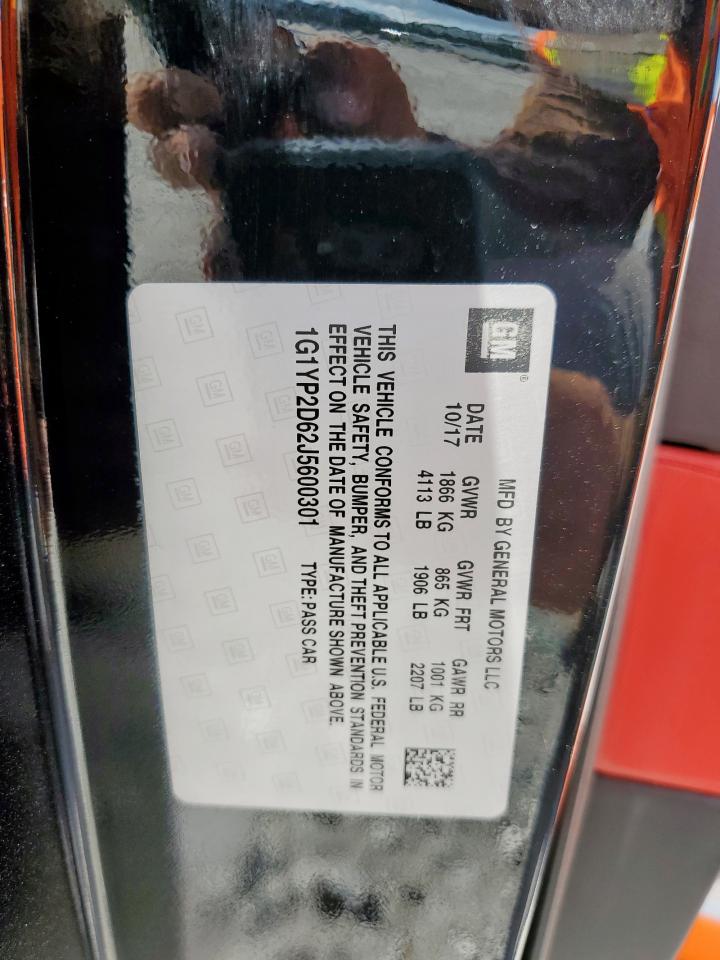 GM
®
MFD BY GENERAL MOTORS LLC
DATE GVWR GVWR FRT GAWR RR
10/17 1866 KG 865 KG 1001 KG
4113 LB 1906 LB 2207 LB
THIS VEHICLE CONFORMS TO ALL APPLICABLE U.S. FEDERAL MOTOR
VEHICLE SAFETY, BUMPER, AND THEFT PREVENTION STANDARDS IN
EFFECT ON THE DATE OF MANUFACTURE SHOWN ABOVE.
1G1YP2D62J5600301 TYPE: PASS CAR